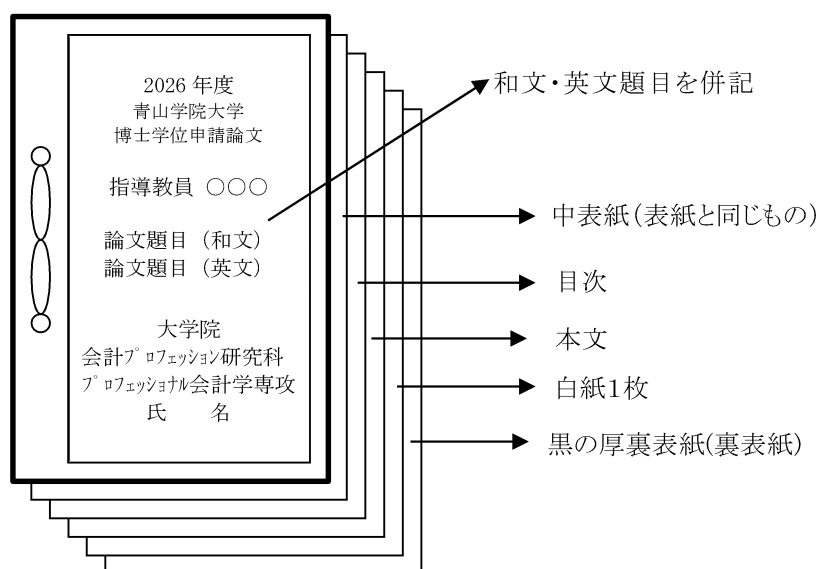 2026 年度
青山学院大学
博士学位申請論文
指導教員 ○○○
論文題目（和文）
論文題目（英文）
大学院
会計ﾌﾟﾛﾌｪｯｼｮﾝ研究科
ﾌﾟﾛﾌｪｯｼｮﾅﾙ会計学専攻
氏　　名
和文・英文題目を併記
中表紙（表紙と同じもの）
目次
本文
白紙１枚
黒の厚裏表紙(裏表紙)